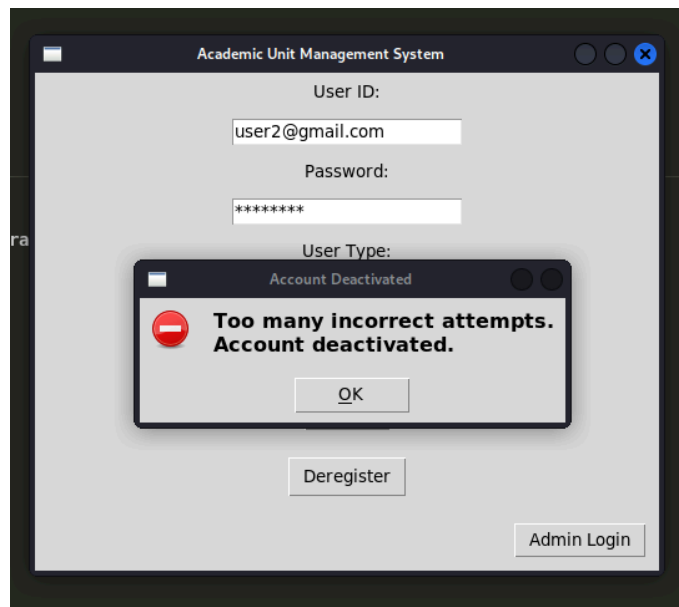 Academic Unit Management System
User ID:
user2@gmail.com
Password:
********
User Type:
ra
Account Deactivated
Too many incorrect attempts.
Account deactivated.
OK
Deregister
Admin Login